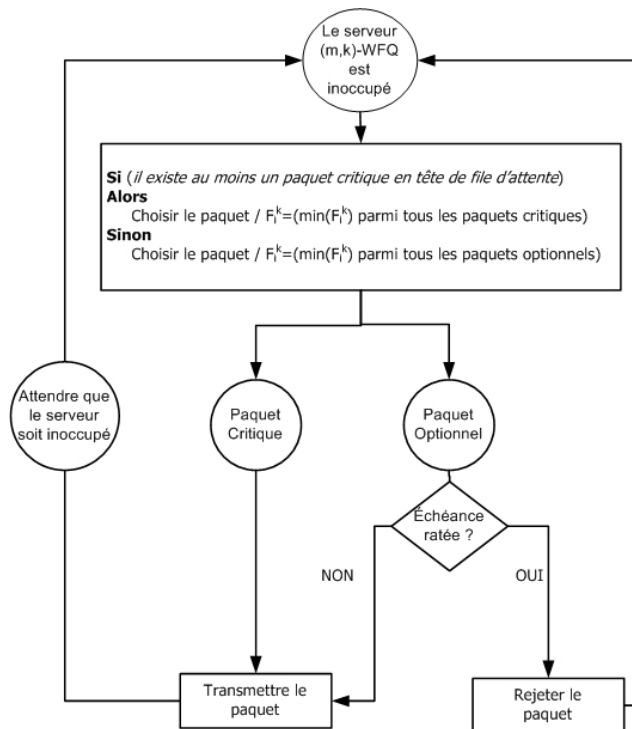 Le serveur
(m,k)-WFQ
est
inoccupé
Si (il existe au moins un paquet critique en tête de file d'attente)
Alors
Choisir le paquet / Fᵢᵏ=(min(Fᵢᵏ) parmi tous les paquets critiques)
Sinon
Choisir le paquet / Fᵢᵏ=(min(Fᵢᵏ) parmi tous les paquets optionnels)
Attendre que
le serveur
soit inoccupé
Paquet
Critique
Paquet
Optionnel
Échéance
ratée ?
NON
OUI
Transmettre le
paquet
Rejeter le
paquet